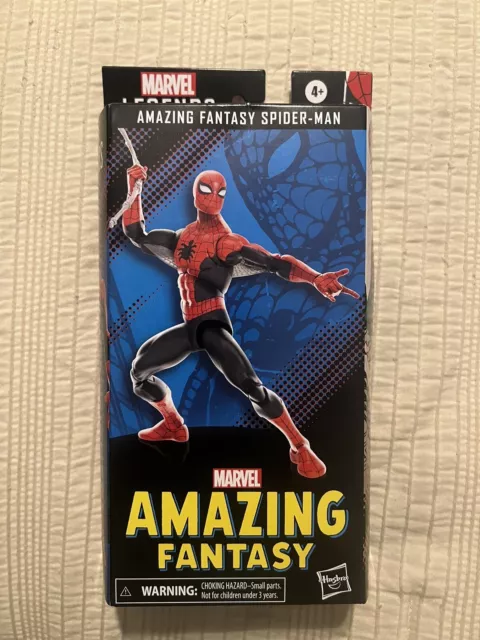 MARVEL
LEGENDS
4+
AMAZING FANTASY SPIDER-MAN
MARVEL
AMAZING
FANTASY
WARNING: CHOKING HAZARD–Small parts.
Not for children under 3 years.
Hasbro